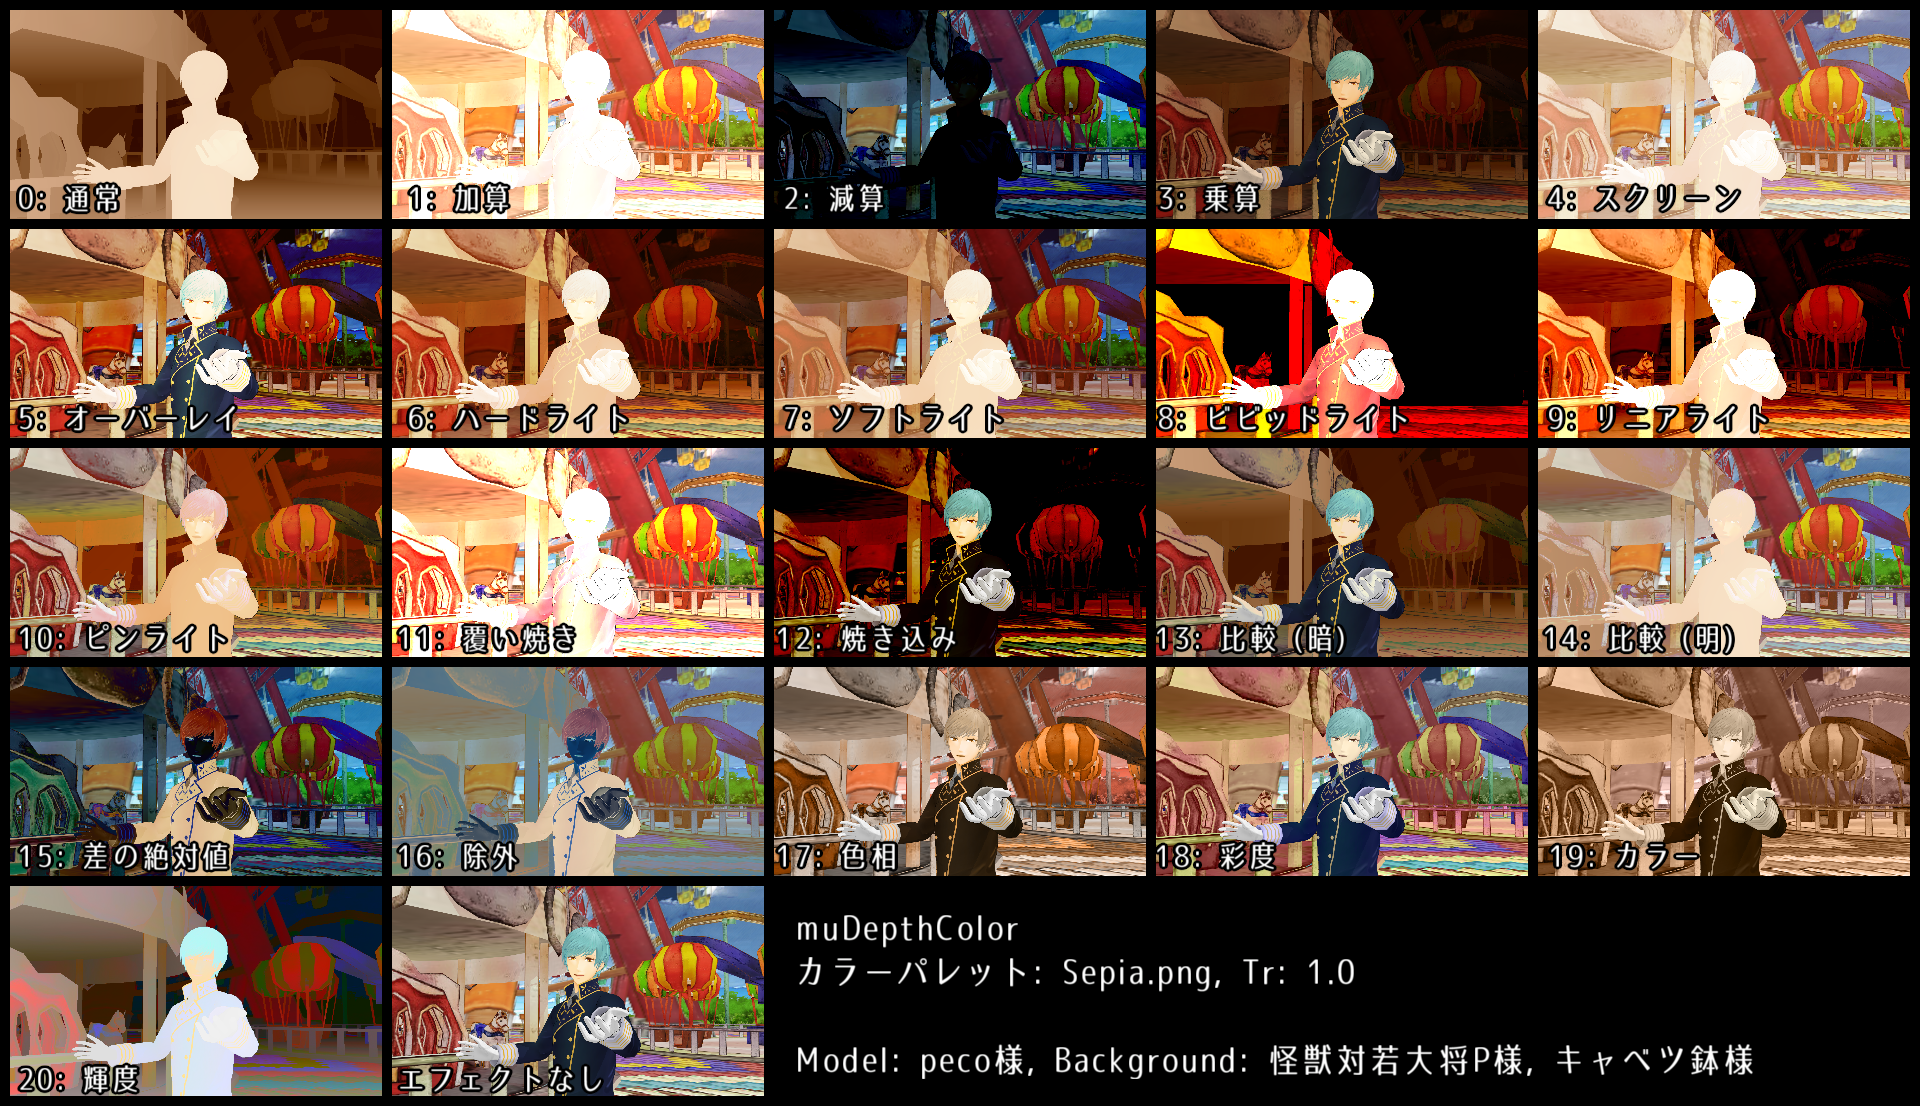 0: 通常
1: 加算
2: 減算
3: 乗算
4: スクリーン
5: オーバーレイ
6: ハードライト
7: ソフトライト
8: ビビッドライト
9: リニアライト
10: ピンライト
11: 覆い焼き
12: 焼き込み
13: 比較 (暗)
14: 比較 (明)
15: 差の絶対値
16: 除外
17: 色相
18: 彩度
19: カラー
20: 輝度
エフェクトなし
muDepthColor
カラーパレット: Sepia.png, Tr: 1.0
Model: peco様, Background: 怪獣対若大将P様, キャベツ鉢様